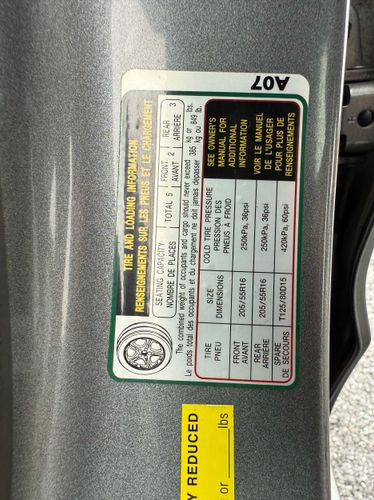 TIRE AND LOADING INFORMATION
RENSEIGNEMENTS SUR LES PNEUS ET LE CHARGEMENT
SEATING CAPACITY TOTAL 5 FRONT 2 REAR 3
NOMBRE DE PLACES AVANT ARRIÈRE
The combined weight of occupants and cargo should never exceed 385 kg or 849 lbs.
Le poids total des occupants et du chargement ne doit jamais dépasser 385 kg ou 849 lb.
TIRE SIZE COLD TIRE PRESSURE
PNEU DIMENSIONS PRESSION DES PNEUS À FROID
FRONT AVANT 205/55R16 250kPa, 36psi
REAR ARRIÈRE 205/55R16 250kPa, 36psi
SPARE DE SECOURS T125/80D15 420kPa, 60psi
SEE OWNER'S
MANUAL FOR
ADDITIONAL
INFORMATION
VOIR LE MANUEL
DE L'USAGER
POUR PLUS DE
RENSEIGNEMENTS
A07
Y REDUCED
or ____lbs